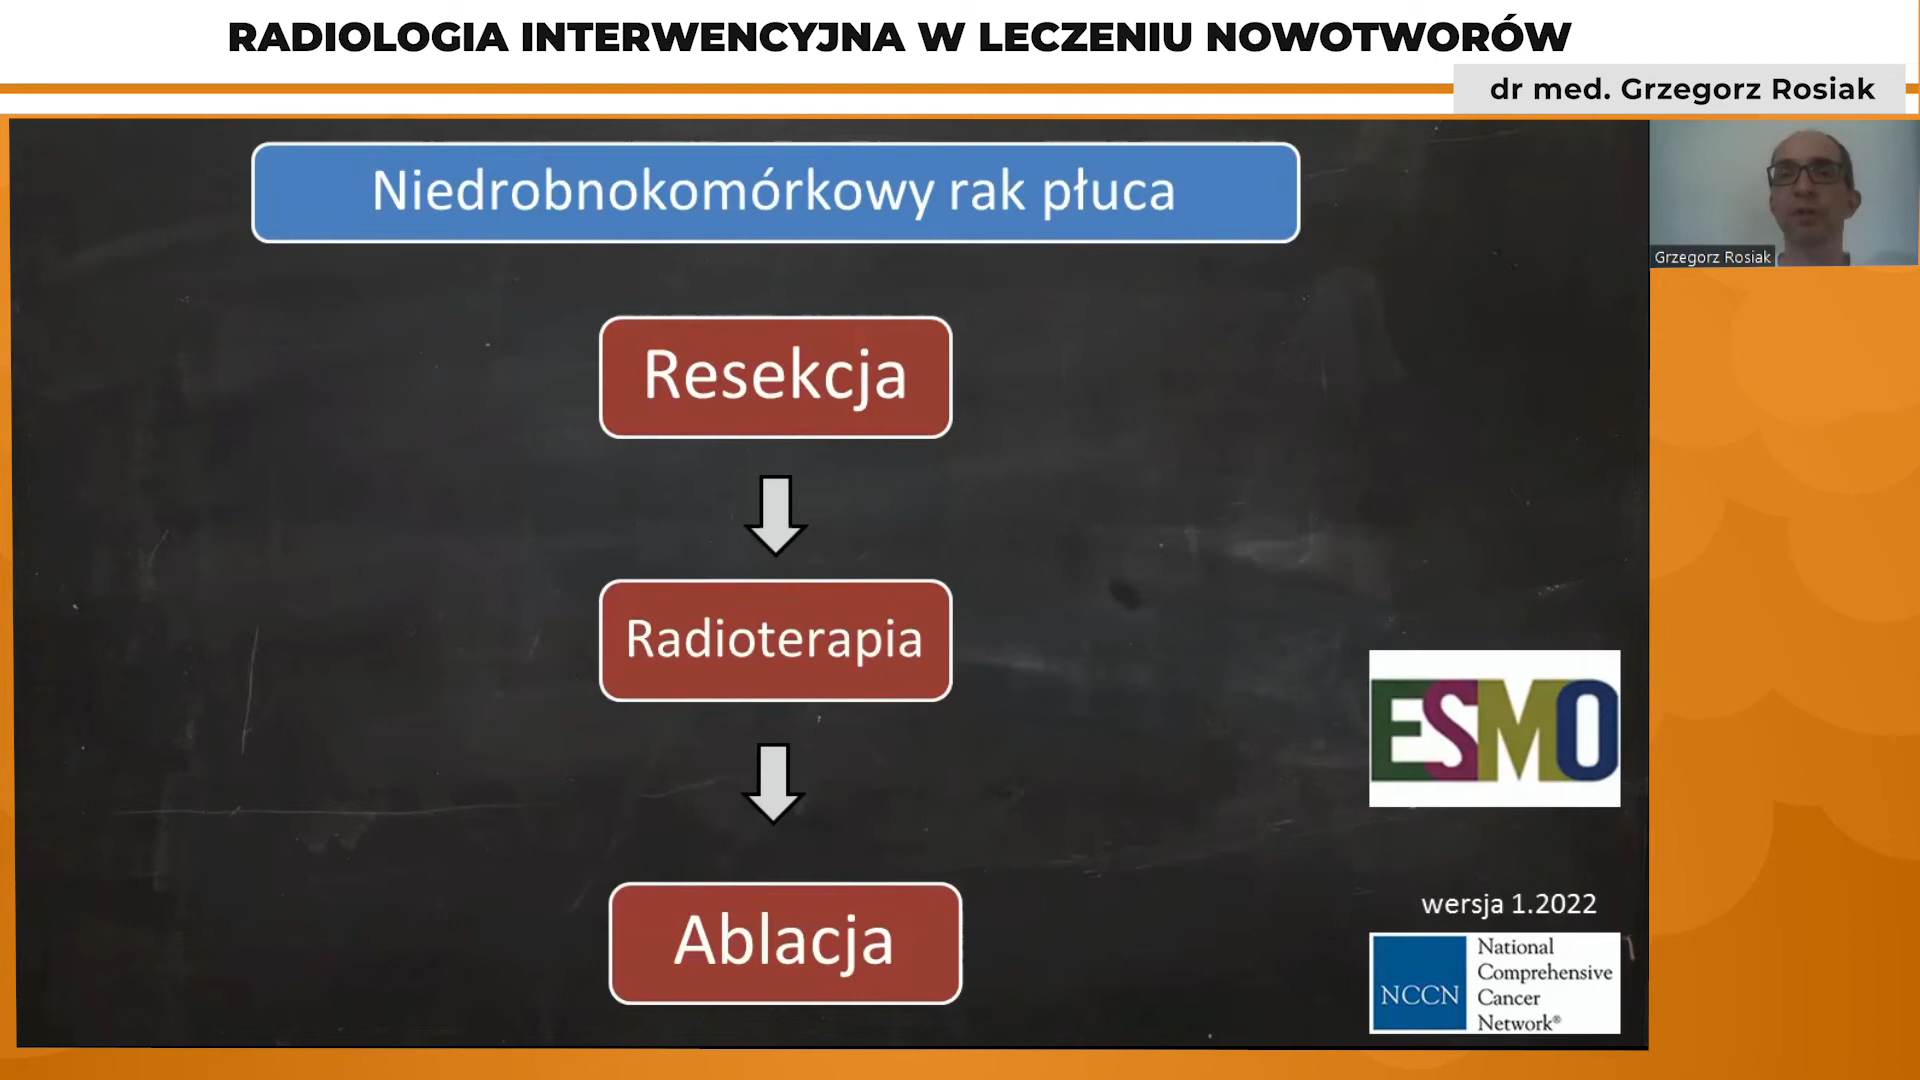 RADIOLOGIA INTERWENCYJNA W LECZENIU NOWOTWORÓW
dr med. Grzegorz Rosiak
Niedrobnokomórkowy rak płuca
Grzegorz Rosiak
Resekcja
Radioterapia
ESMO
Ablacja
wersja 1.2022
NCCN
National
Comprehensive
Cancer
Network®